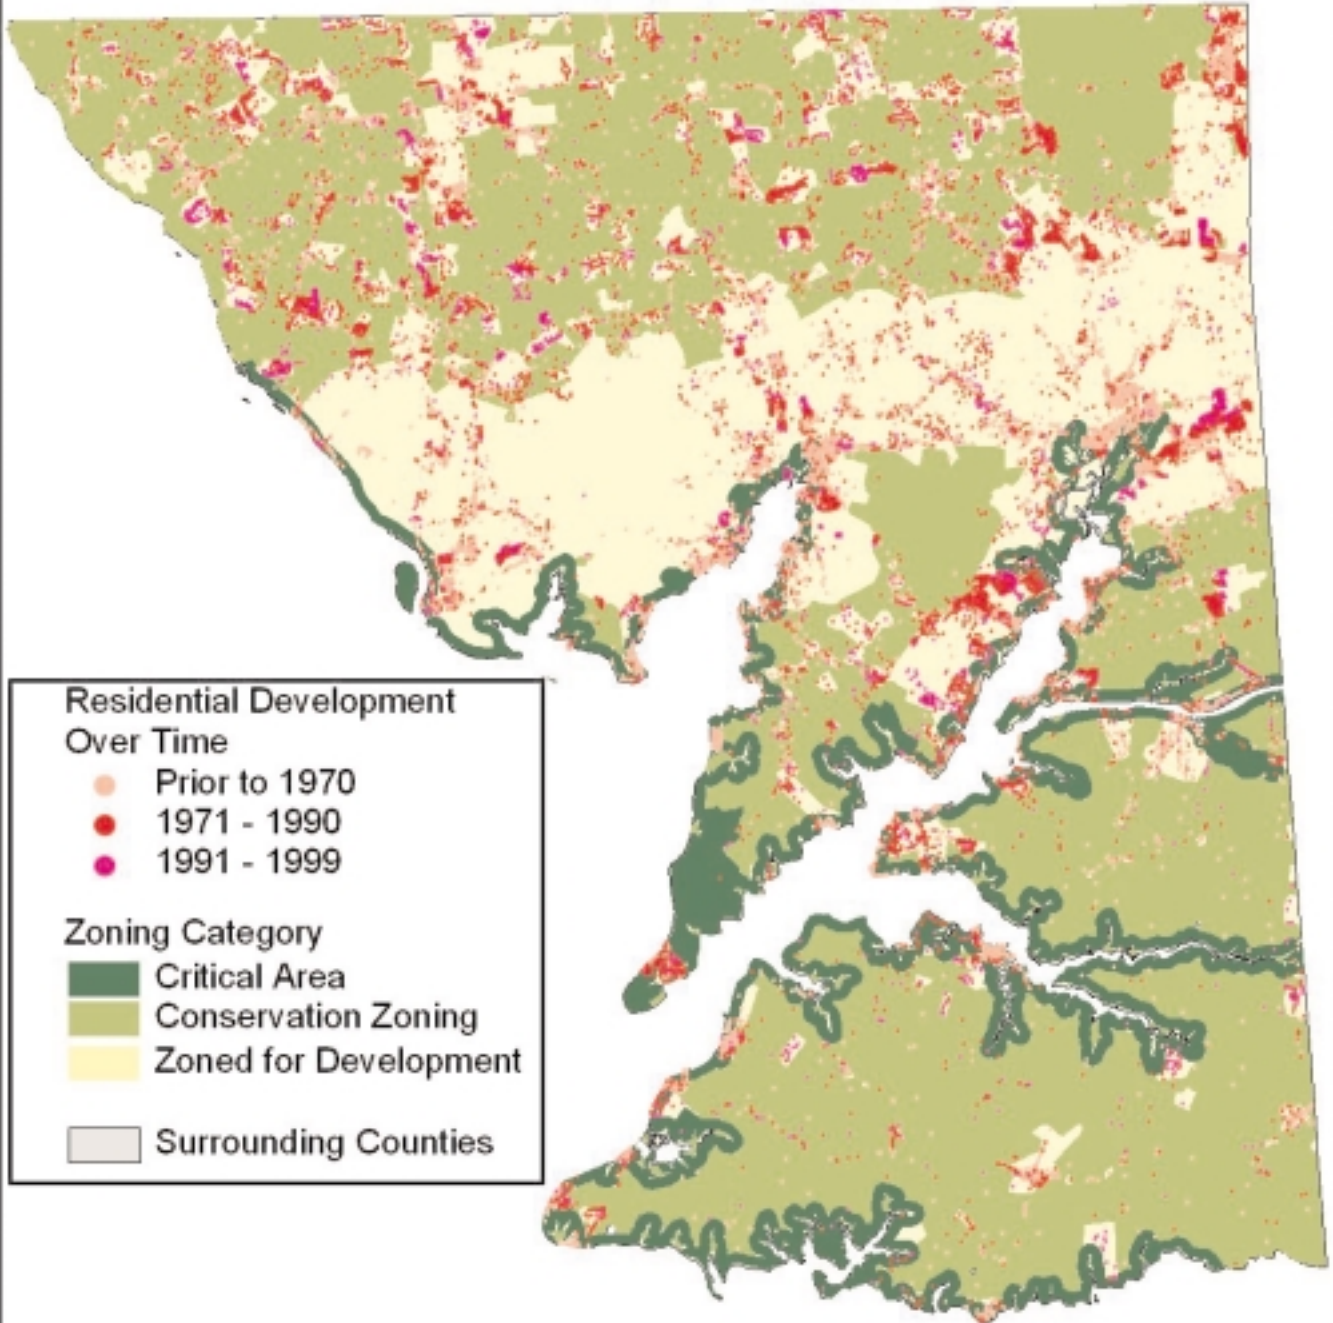 Residential Development
Over Time
Prior to 1970
1971 - 1990
1991 - 1999
Zoning Category
Critical Area
Conservation Zoning
Zoned for Development
Surrounding Counties